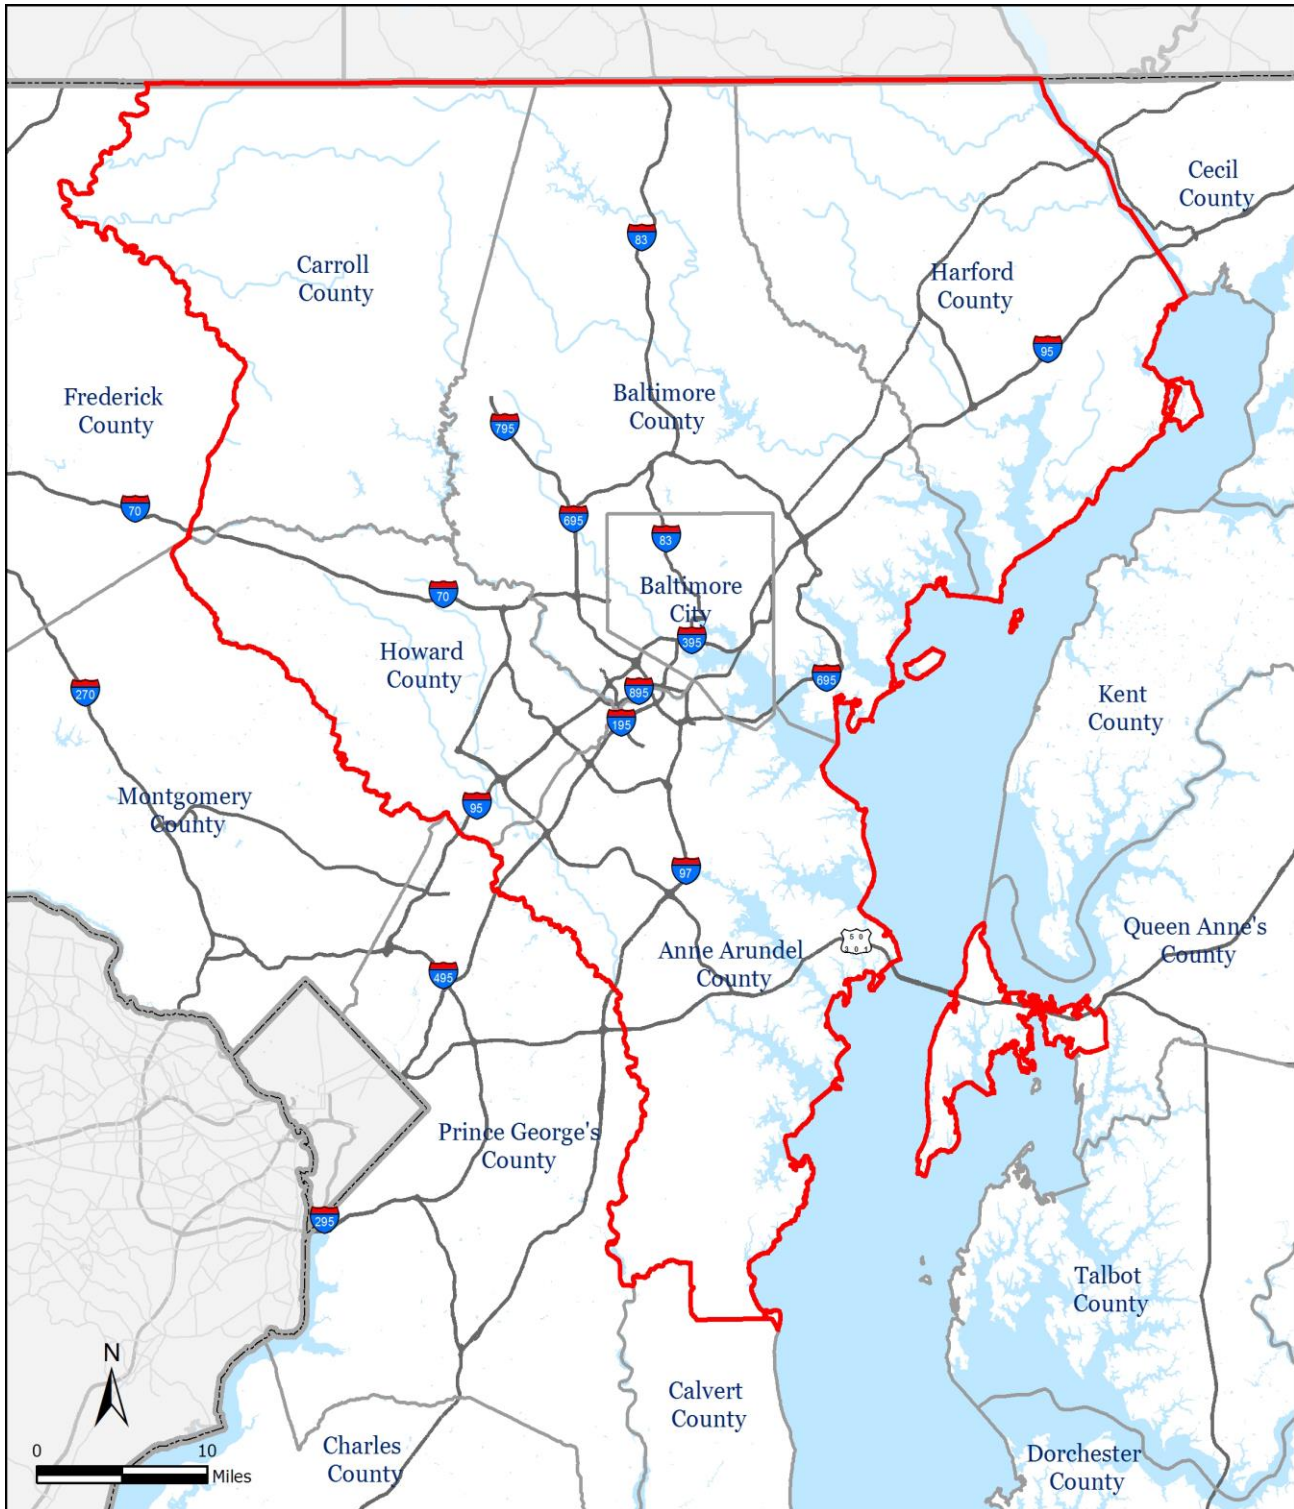 Cecil
County
83
Carroll
County
Harford
County
95
Frederick
County
Baltimore
County
795
70
695
83
Baltimore
City
70
395
Howard
County
695
270
895
195
Kent
County
Montgomery
County
95
97
Queen Anne's
County
50
301
Anne Arundel
County
495
Prince George's
County
295
Talbot
County
N
Calvert
County
0 10
Miles
Charles
County
Dorchester
County